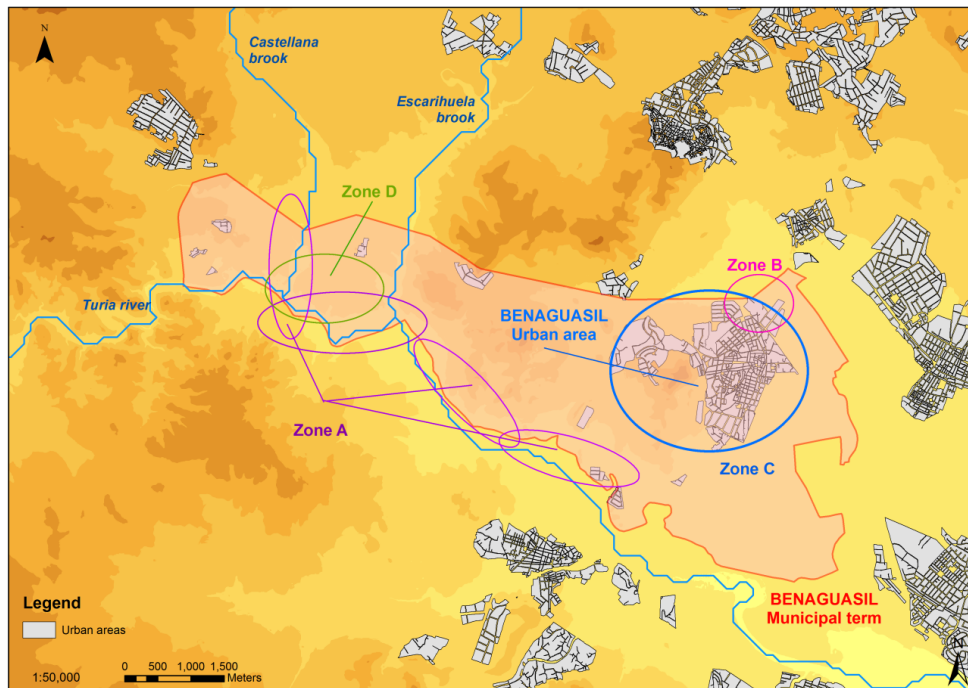 N
Castellana
brook
Escarihuela
brook
Zone D
Zone B
Turia river
BENAGUASIL
Urban area
Zone A
Zone C
Legend
Urban areas
BENAGUASIL
Municipal term
1:50,000
0 500 1,000 1,500
Meters
N